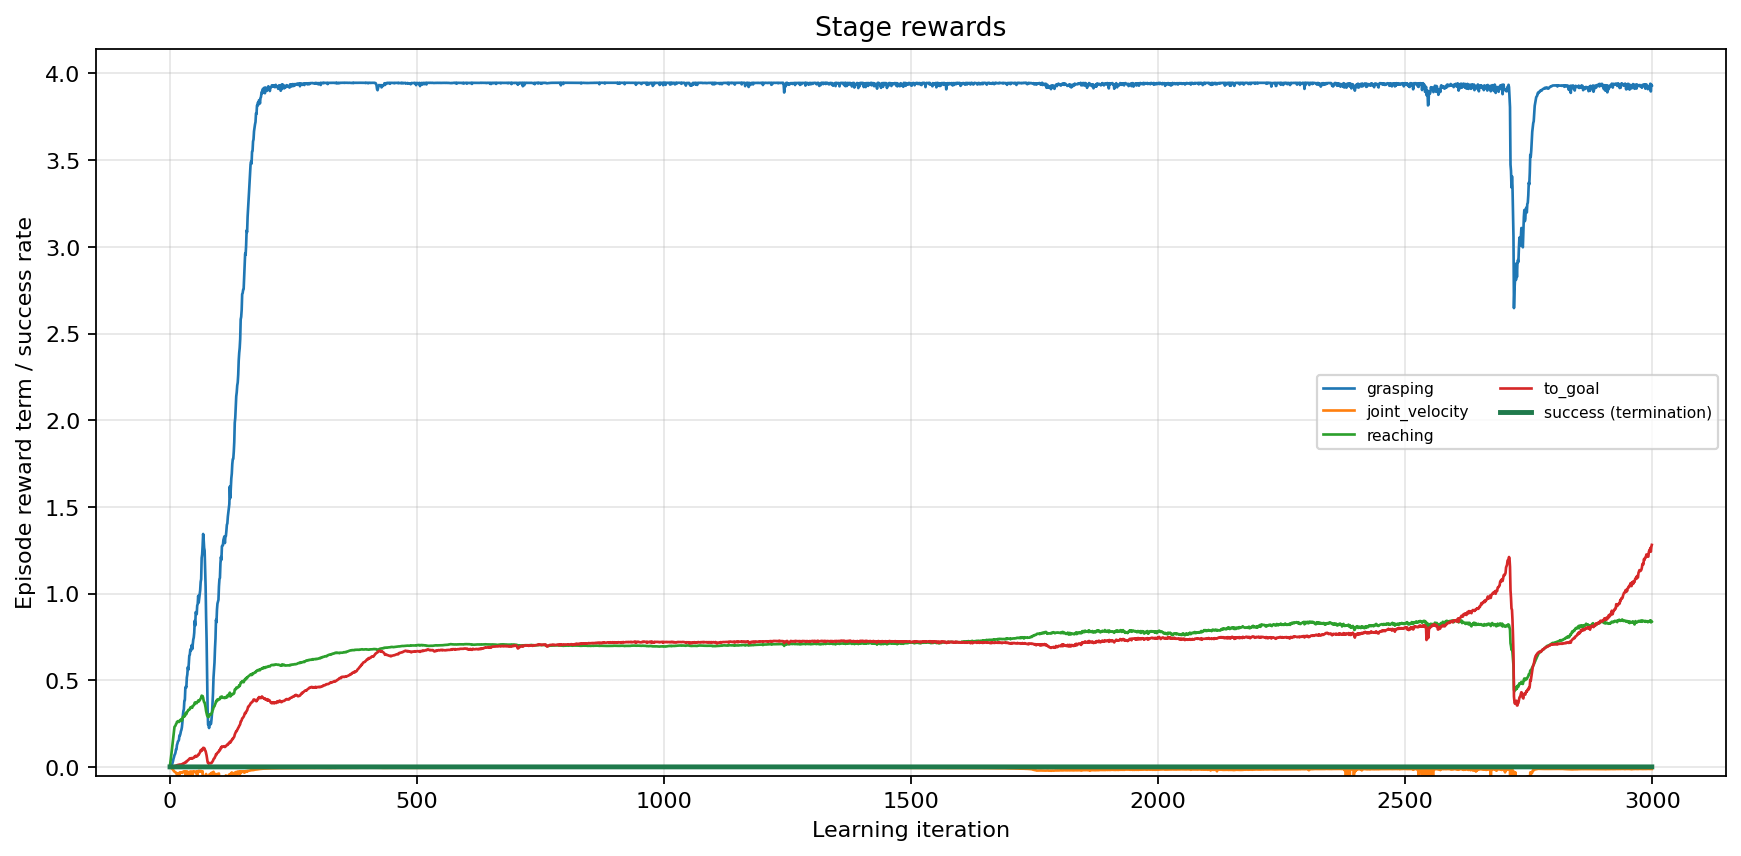 Stage rewards
Episode reward term / success rate
4.0
3.5
3.0
2.5
2.0
1.5
1.0
0.5
0.0
grasping
joint_velocity
reaching
to_goal
success (termination)
0
500
1000
1500
2000
2500
3000
Learning iteration